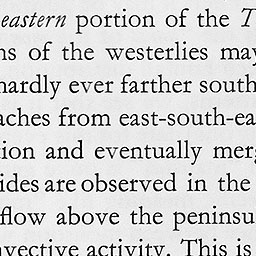 eastern portion of the T
ns of the westerlies may
hardly ever farther south
aches from east-south-ea
tion and eventually merg
ides are observed in the
flow above the peninsu
nvective activity. This is